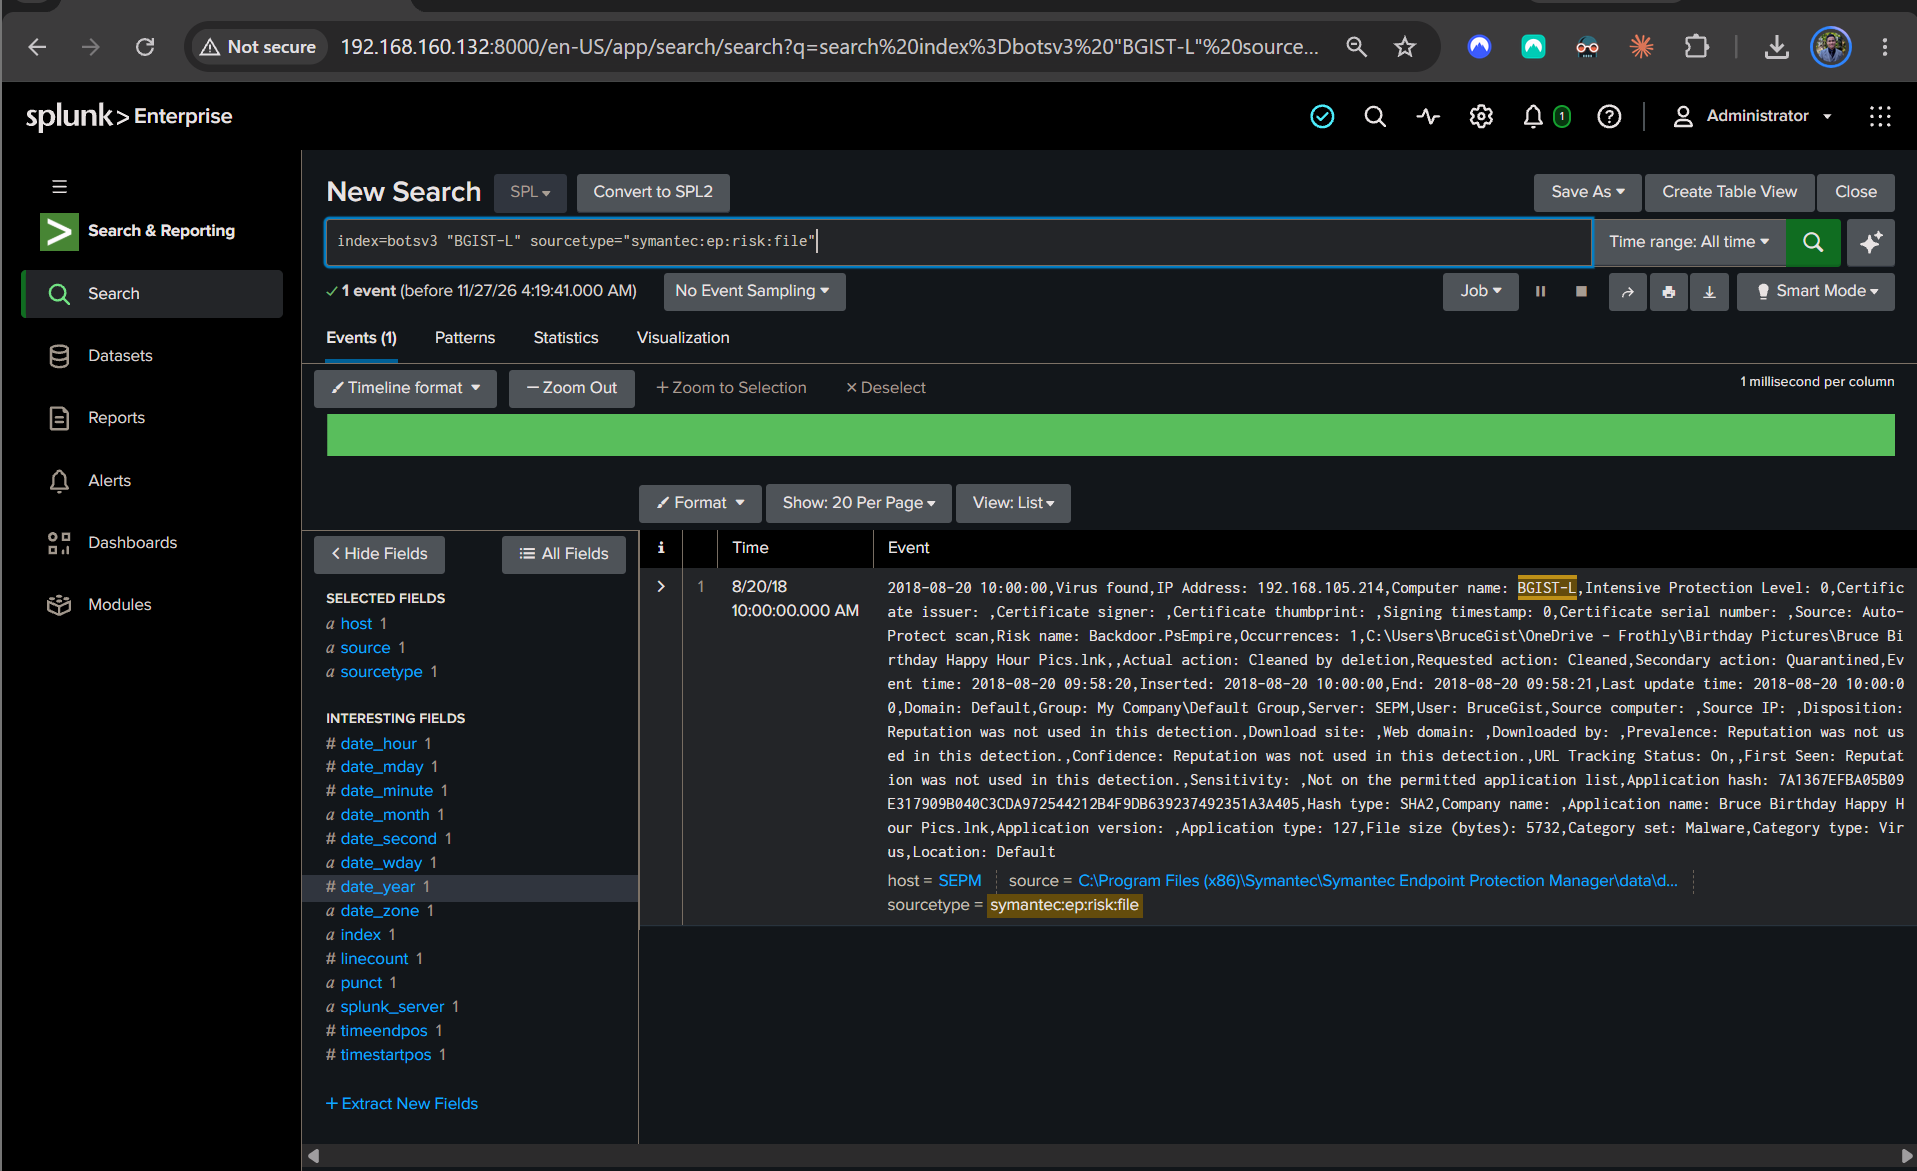 Not secure
192.168.160.132:8000/en-US/app/search/search?q=search%20index%3Dbotsv3%20"BGIST-L"%20source...
splunk> Enterprise
1
Administrator
Search & Reporting
Search
Datasets
Reports
Alerts
Dashboards
Modules
New Search
SPL
Convert to SPL2
Save As
Create Table View
Close
index=botsv3 "BGIST-L" sourcetype="symantec:ep:risk:file"
Time range: All time
1 event (before 11/27/26 4:19:41.000 AM)
No Event Sampling
Job
Smart Mode
Events (1)
Patterns
Statistics
Visualization
Timeline format
— Zoom Out
+ Zoom to Selection
× Deselect
1 millisecond per column
Format
Show: 20 Per Page
View: List
< Hide Fields
All Fields
SELECTED FIELDS
a host 1
a source 1
a sourcetype 1
INTERESTING FIELDS
# date_hour 1
# date_mday 1
# date_minute 1
a date_month 1
# date_second 1
a date_wday 1
# date_year 1
a date_zone 1
a index 1
# linecount 1
a punct 1
a splunk_server 1
# timeendpos 1
# timestartpos 1
+ Extract New Fields
i
Time
Event
>
1
8/20/18
10:00:00.000 AM
2018-08-20 10:00:00,Virus found,IP Address: 192.168.105.214,Computer name: BGIST-L,Intensive Protection Level: 0,Certific
ate issuer: ,Certificate signer: ,Certificate thumbprint: ,Signing timestamp: 0,Certificate serial number: ,Source: Auto-
Protect scan,Risk name: Backdoor.PsEmpire,Occurrences: 1,C:\Users\BruceGist\OneDrive - Frothly\Birthday Pictures\Bruce Bi
rthday Happy Hour Pics.lnk,,Actual action: Cleaned by deletion,Requested action: Cleaned,Secondary action: Quarantined,Ev
ent time: 2018-08-20 09:58:20,Inserted: 2018-08-20 10:00:00,End: 2018-08-20 09:58:21,Last update time: 2018-08-20 10:00:0
0,Domain: Default,Group: My Company\Default Group,Server: SEPM,User: BruceGist,Source computer: ,Source IP: ,Disposition:
Reputation was not used in this detection.,Download site: ,Web domain: ,Downloaded by: ,Prevalence: Reputation was not us
ed in this detection.,Confidence: Reputation was not used in this detection.,URL Tracking Status: On,,First Seen: Reputat
ion was not used in this detection.,Sensitivity: ,Not on the permitted application list,Application hash: 7A1367EFBA05B09
E317909B040C3CDA972544212B4F9DB639237492351A3A405,Hash type: SHA2,Company name: ,Application name: Bruce Birthday Happy H
our Pics.lnk,Application version: ,Application type: 127,File size (bytes): 5732,Category set: Malware,Category type: Vir
us,Location: Default
host = SEPM
source = C:\Program Files (x86)\Symantec\Symantec Endpoint Protection Manager\data\d...
sourcetype = symantec:ep:risk:file